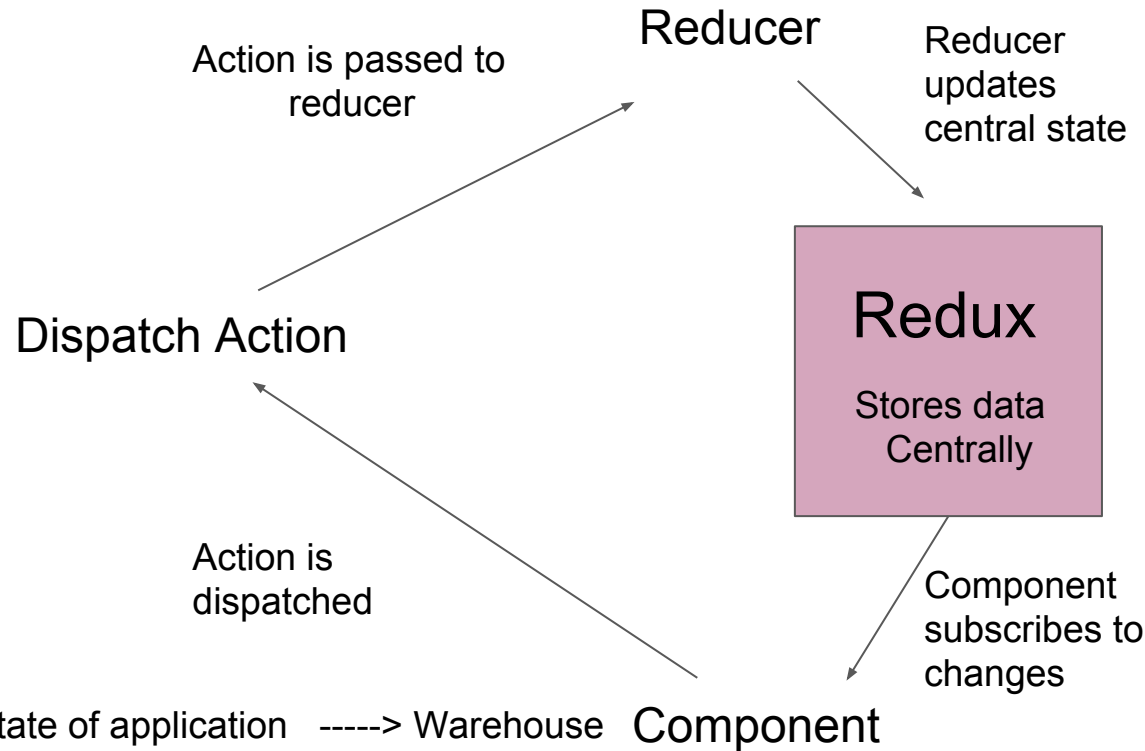 Reducer
Reducer
updates
central state
Action is passed to
reducer
Redux
Stores data
Centrally
Dispatch Action
Action is
dispatched
Component
subscribes to
changes
tate of application -----> Warehouse
Component